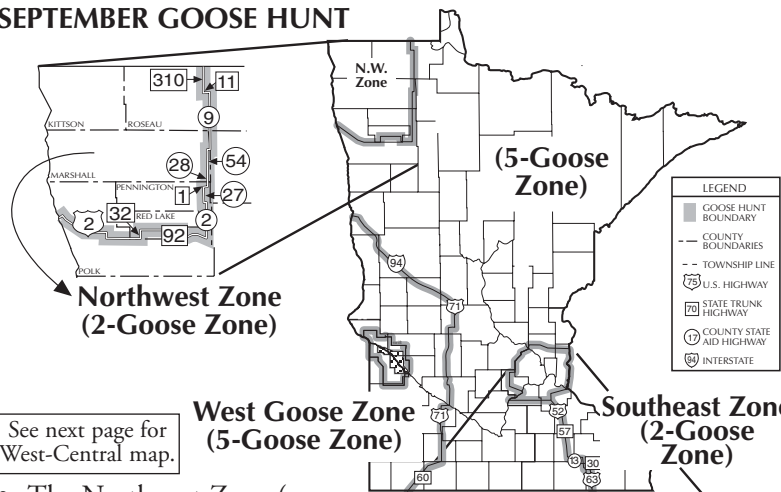 SEPTEMBER GOOSE HUNT
310
11
9
KITTSON
ROSEAU
28
54
MARSHALL
PENNINGTON
1
27
32
RED LAKE
2
2
92
POLK
Northwest Zone
(2-Goose Zone)
N.W.
Zone
(5-Goose
Zone)
94
71
LEGEND
GOOSE HUNT
BOUNDARY
COUNTY
BOUNDARIES
TOWNSHIP LINE
75 U.S. HIGHWAY
70 STATE TRUNK
HIGHWAY
17 COUNTY STATE
AID HIGHWAY
94 INTERSTATE
West Goose Zone
(5-Goose Zone)
71
60
52
57
13
30
63
Southeast Zone
(2-Goose
Zone)
See next page for
West-Central map.